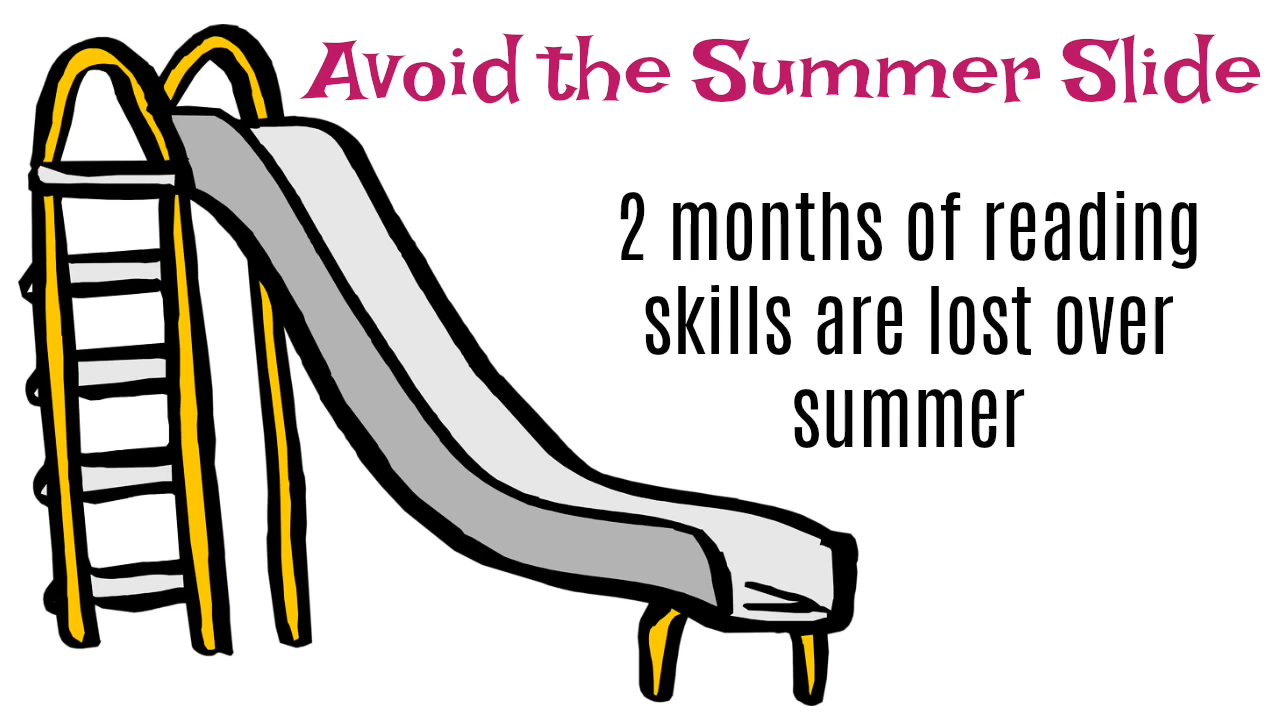 Avoid the Summer Slide
2 months of reading
skills are lost over
summer